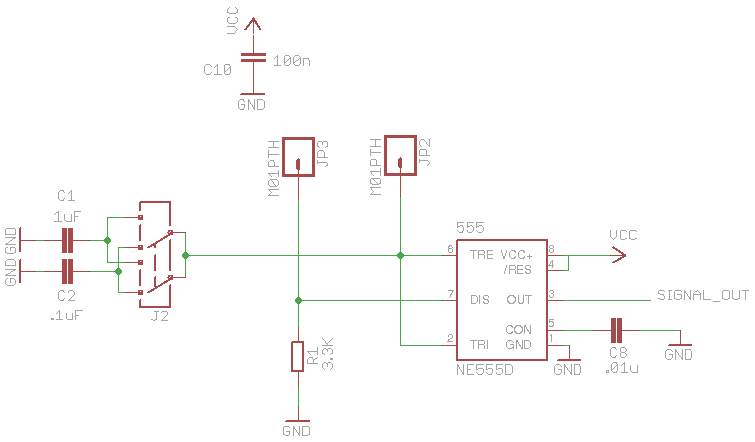 VCC
C10
100n
GND
M01PTH
JP3
M01PTH
JP2
C1
1uF
GND
GND
C2
.1uF
J2
555
6 TRE VCC+ 8
/RES 4
VCC
7 DIS OUT 3
SIGNAL_OUT
CON 5
2 TRI GND 1
NE555D
GND
C8
.01u
GND
R1
3.3K
GND